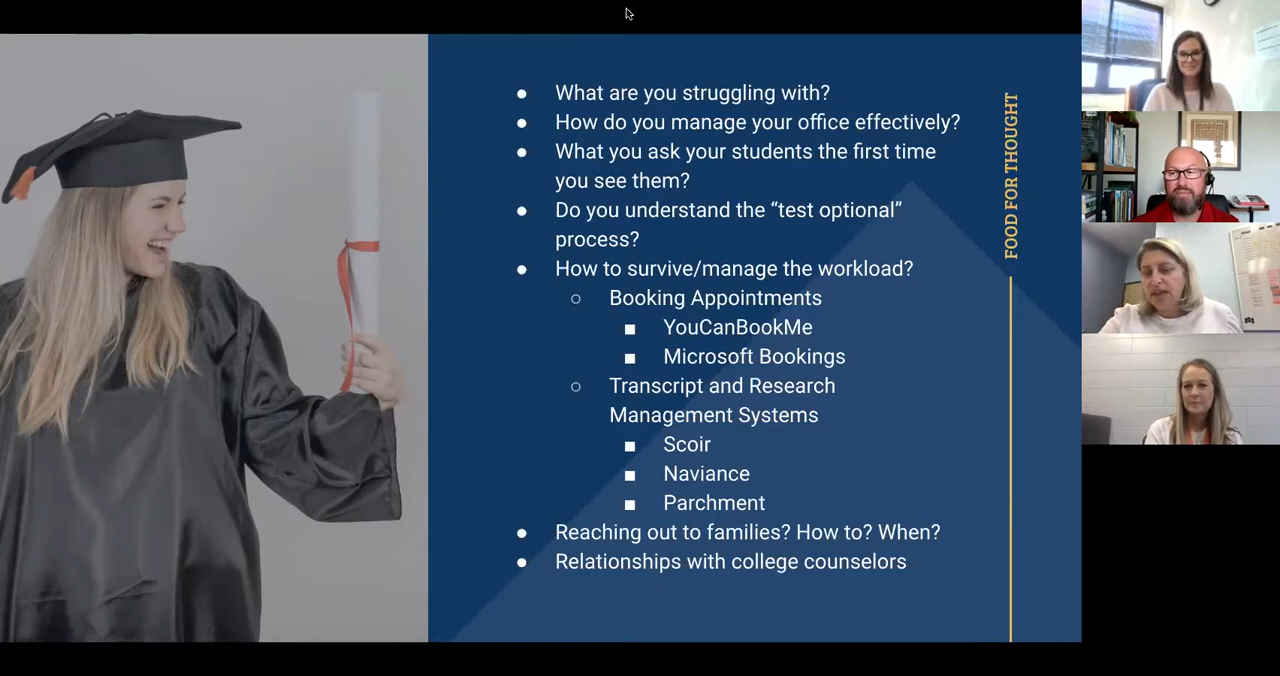 ● What are you struggling with?
● How do you manage your office effectively?
● What you ask your students the first time
you see them?
● Do you understand the “test optional”
process?
● How to survive/manage the workload?
○ Booking Appointments
■ YouCanBookMe
■ Microsoft Bookings
○ Transcript and Research
Management Systems
■ Scoir
■ Naviance
■ Parchment
● Reaching out to families? How to? When?
● Relationships with college counselors
FOOD FOR THOUGHT